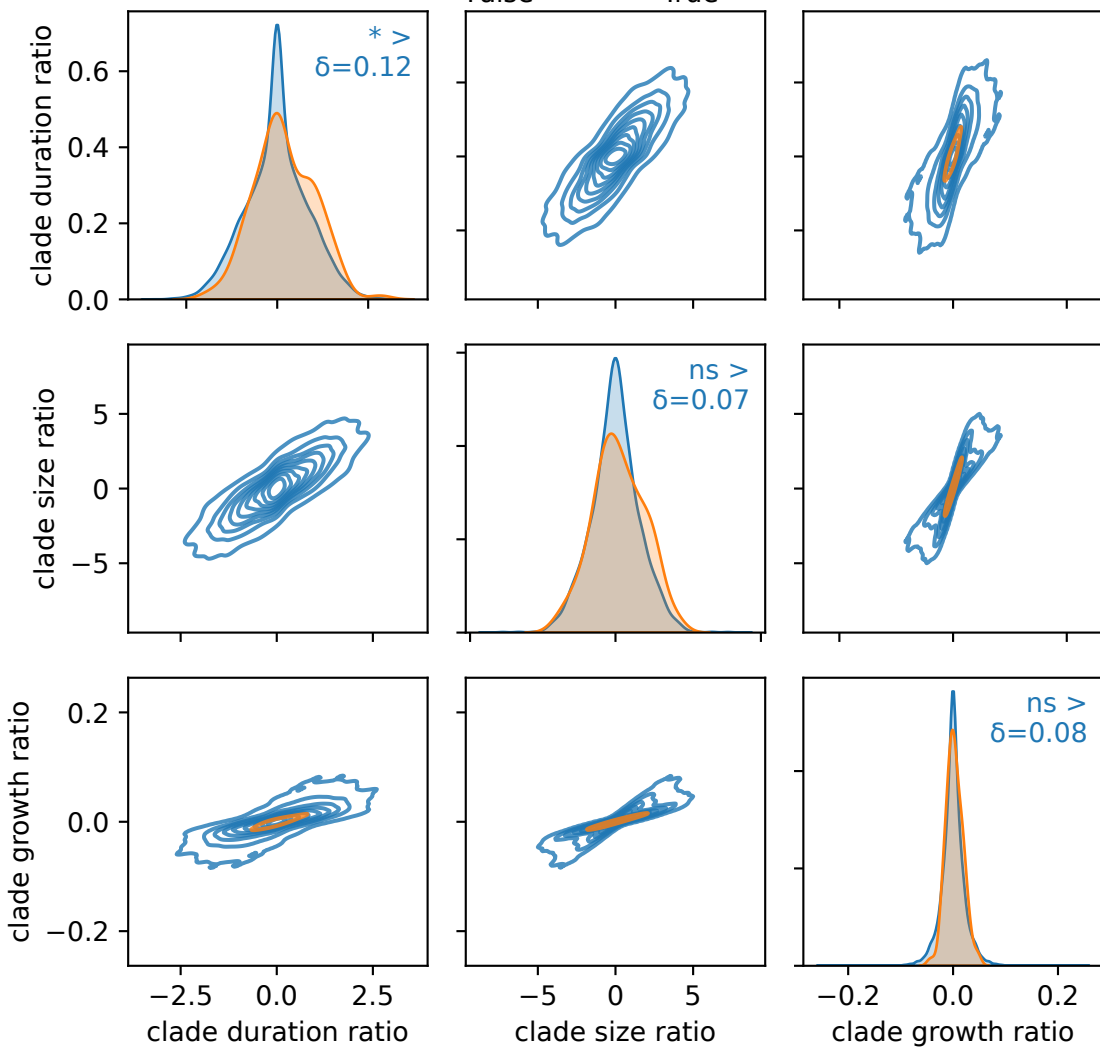 True
clade duration ratio
0.6
0.4
0.2
0.0
* >
δ=0.12
clade size ratio
5
0
−5
ns >
δ=0.07
clade growth ratio
0.2
0.0
−0.2
ns >
δ=0.08
−2.5 0.0 2.5
−5 0 5
−0.2 0.0 0.2
clade duration ratio
clade size ratio
clade growth ratio